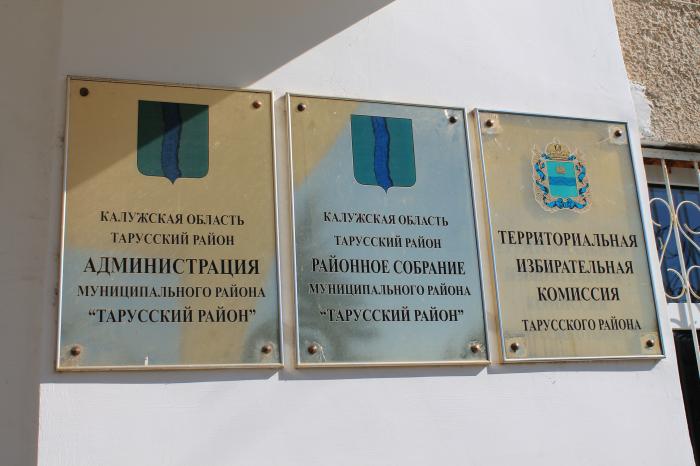 КАЛУЖСКАЯ ОБЛАСТЬ
ТАРУССКИЙ РАЙОН
АДМИНИСТРАЦИЯ
МУНИЦИПАЛЬНОГО РАЙОНА
“ТАРУССКИЙ РАЙОН”
КАЛУЖСКАЯ ОБЛАСТЬ
ТАРУССКИЙ РАЙОН
РАЙОННОЕ СОБРАНИЕ
МУНИЦИПАЛЬНОГО РАЙОНА
“ТАРУССКИЙ РАЙОН”
ТЕРРИТОРИАЛЬНАЯ
ИЗБИРАТЕЛЬНАЯ
КОМИССИЯ
ТАРУССКОГО РАЙОНА